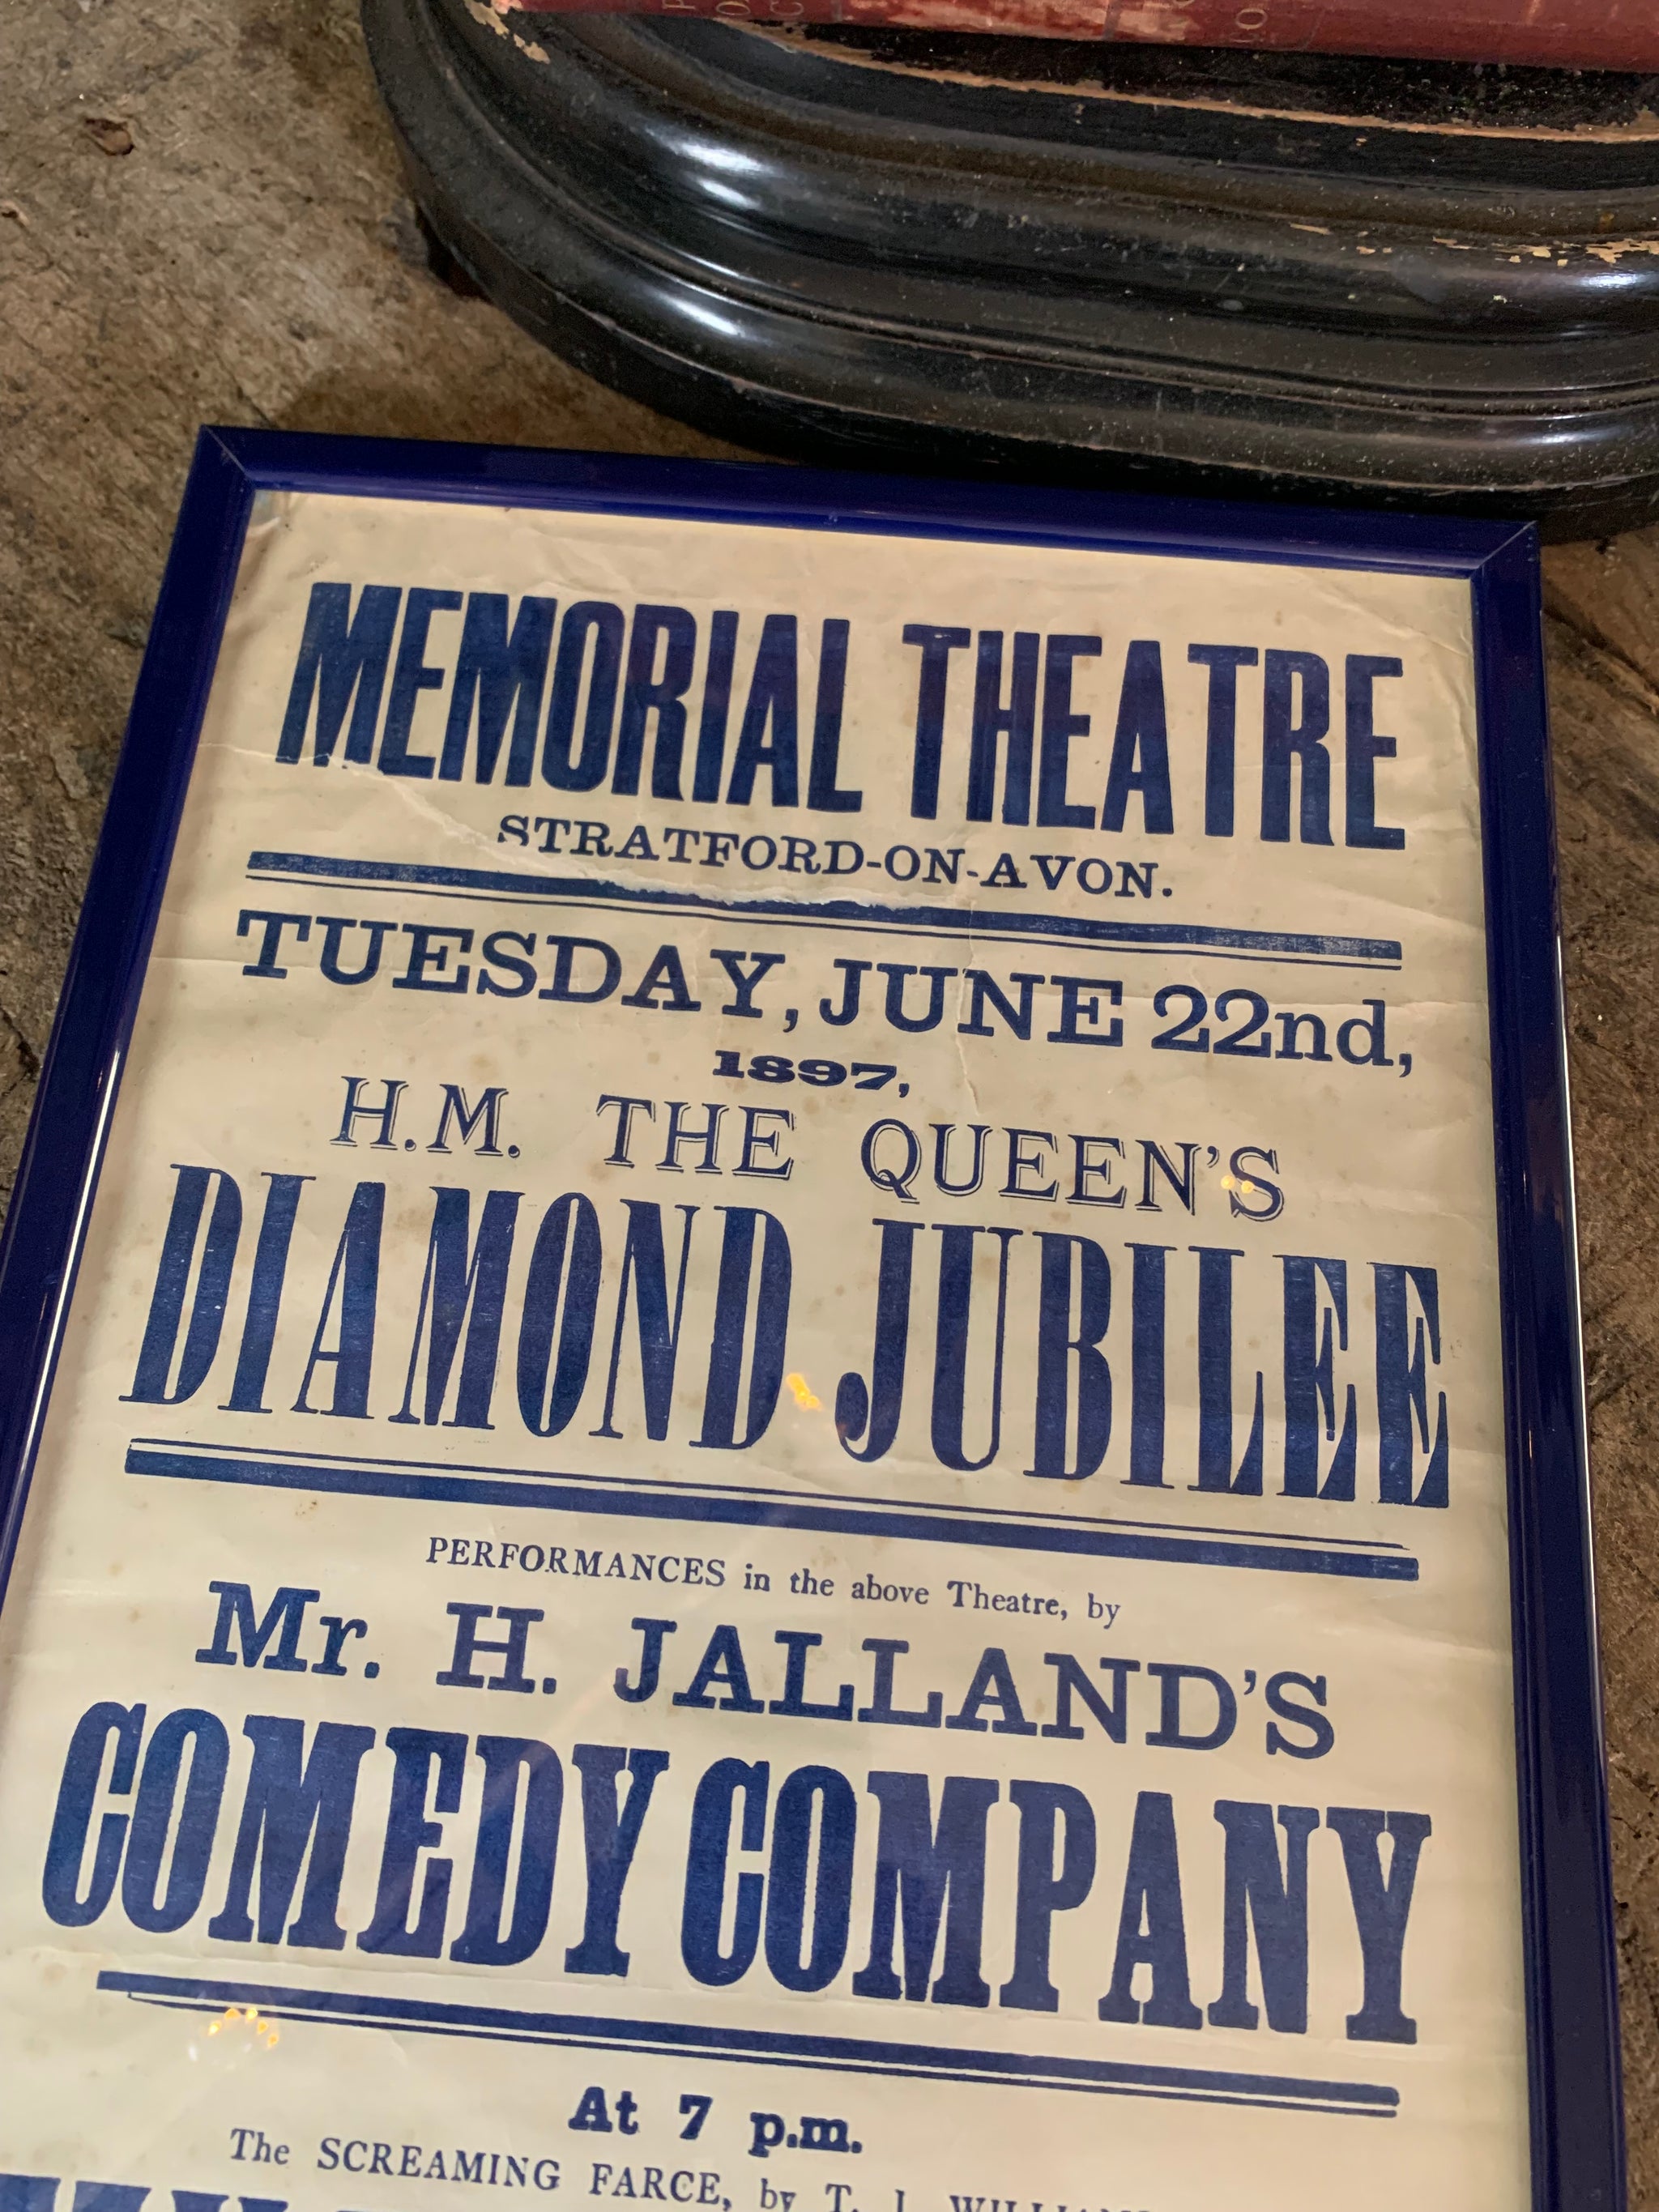 MEMORIAL THEATRE
STRATFORD-ON-AVON.
TUESDAY, JUNE 22nd,
1897,
H.M. THE QUEEN'S
DIAMOND JUBILEE
PERFORMANCES in the above Theatre, by
Mr. H. JALLAND'S
COMEDY COMPANY
At 7 p.m.
The SCREAMING FARCE, by T. J.